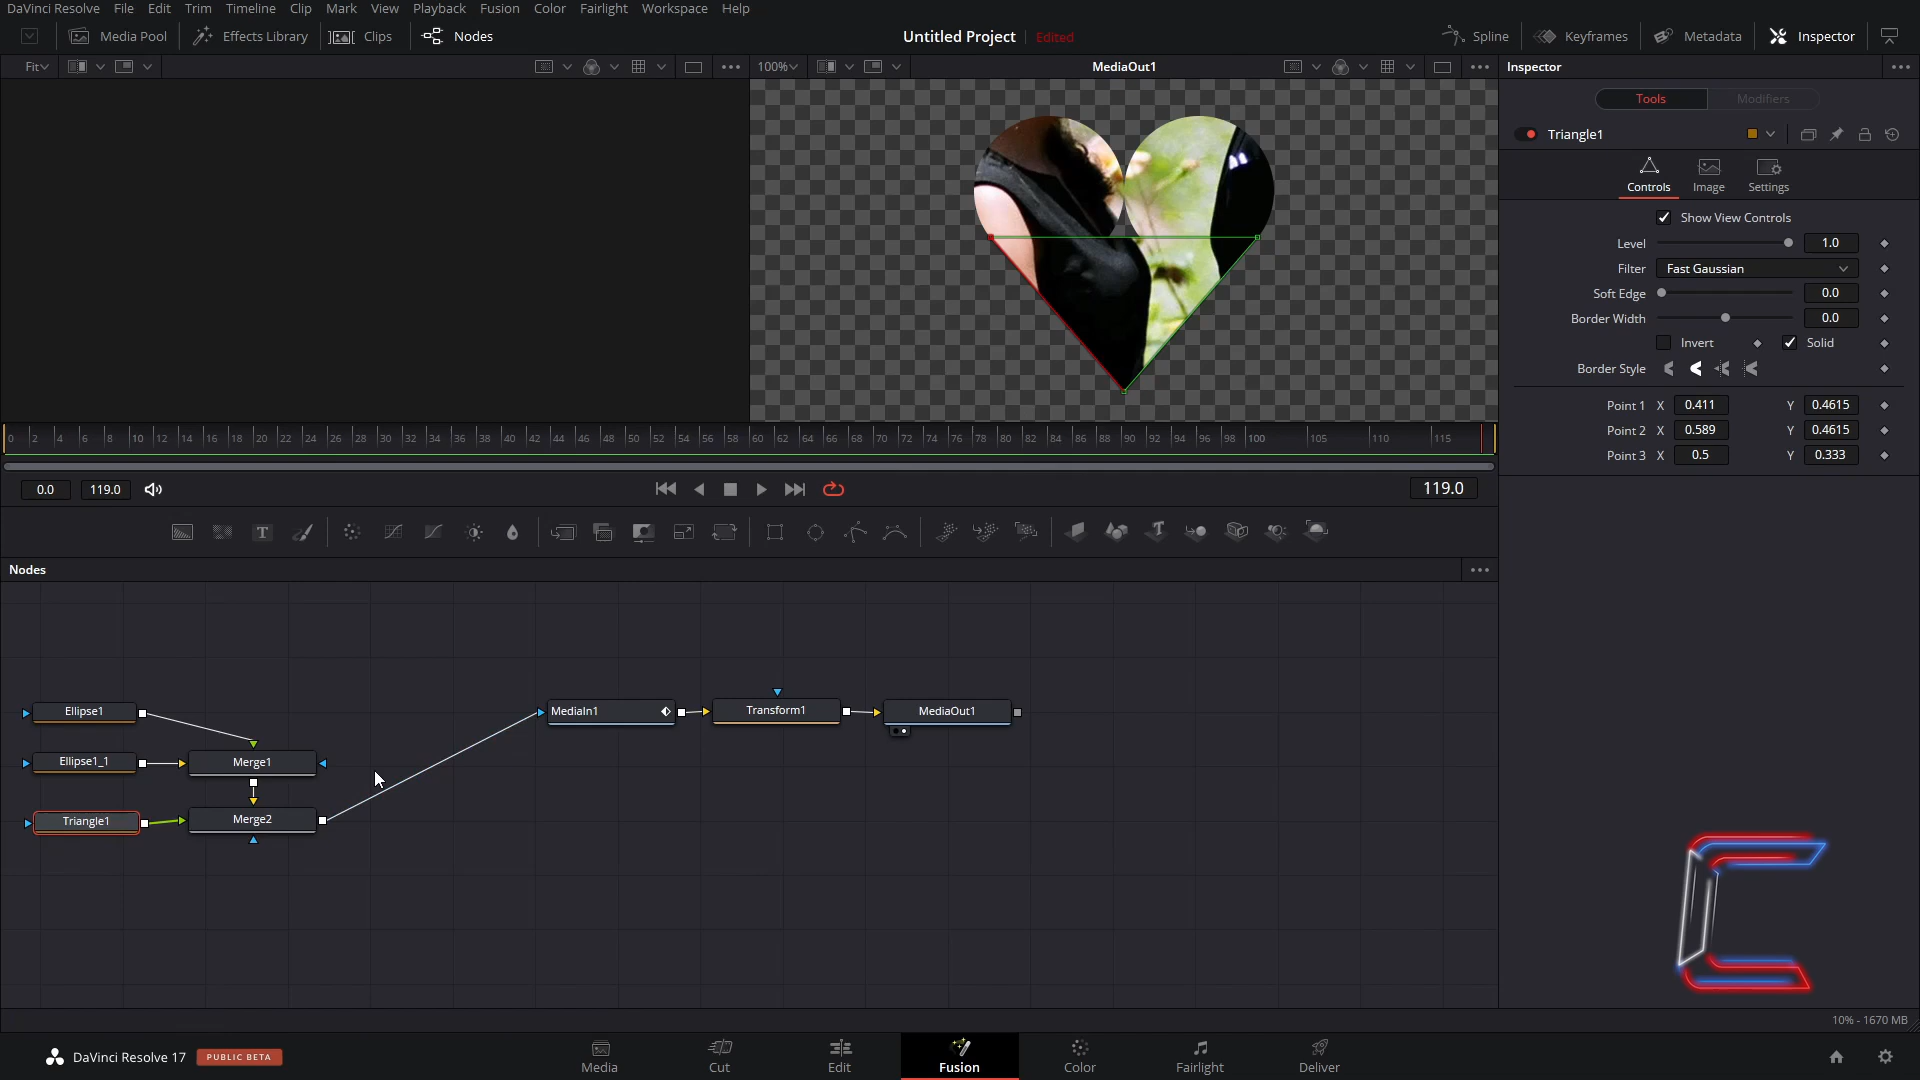 DaVinci Resolve File Edit Trim Timeline Clip Mark View Playback Fusion Color Fairlight Workspace Help
Media Pool Effects Library Clips Nodes Untitled Project Edited Spline Keyframes Metadata Inspector
Fit 100% MediaOut1 Inspector
Tools Modifiers
Triangle1
Controls Image Settings
Show View Controls
Level 1.0
Filter Fast Gaussian
Soft Edge 0.0
Border Width 0.0
Invert Solid
Border Style
Point 1 X 0.411 Y 0.4615
Point 2 X 0.589 Y 0.4615
Point 3 X 0.5 Y 0.333
0 2 4 6 8 10 12 14 16 18 20 22 24 26 28 30 32 34 36 38 40 42 44 46 48 50 52 54 56 58 60 62 64 66 68 70 72 74 76 78 80 82 84 86 88 90 92 94 96 98 100 105 110 115
0.0 119.0 119.0
T T
Nodes
Ellipse1 MediaIn1 Transform1 MediaOut1
Ellipse1_1 Merge1
Triangle1 Merge2
10% - 1670 MB
DaVinci Resolve 17 PUBLIC BETA Media Cut Edit Fusion Color Fairlight Deliver